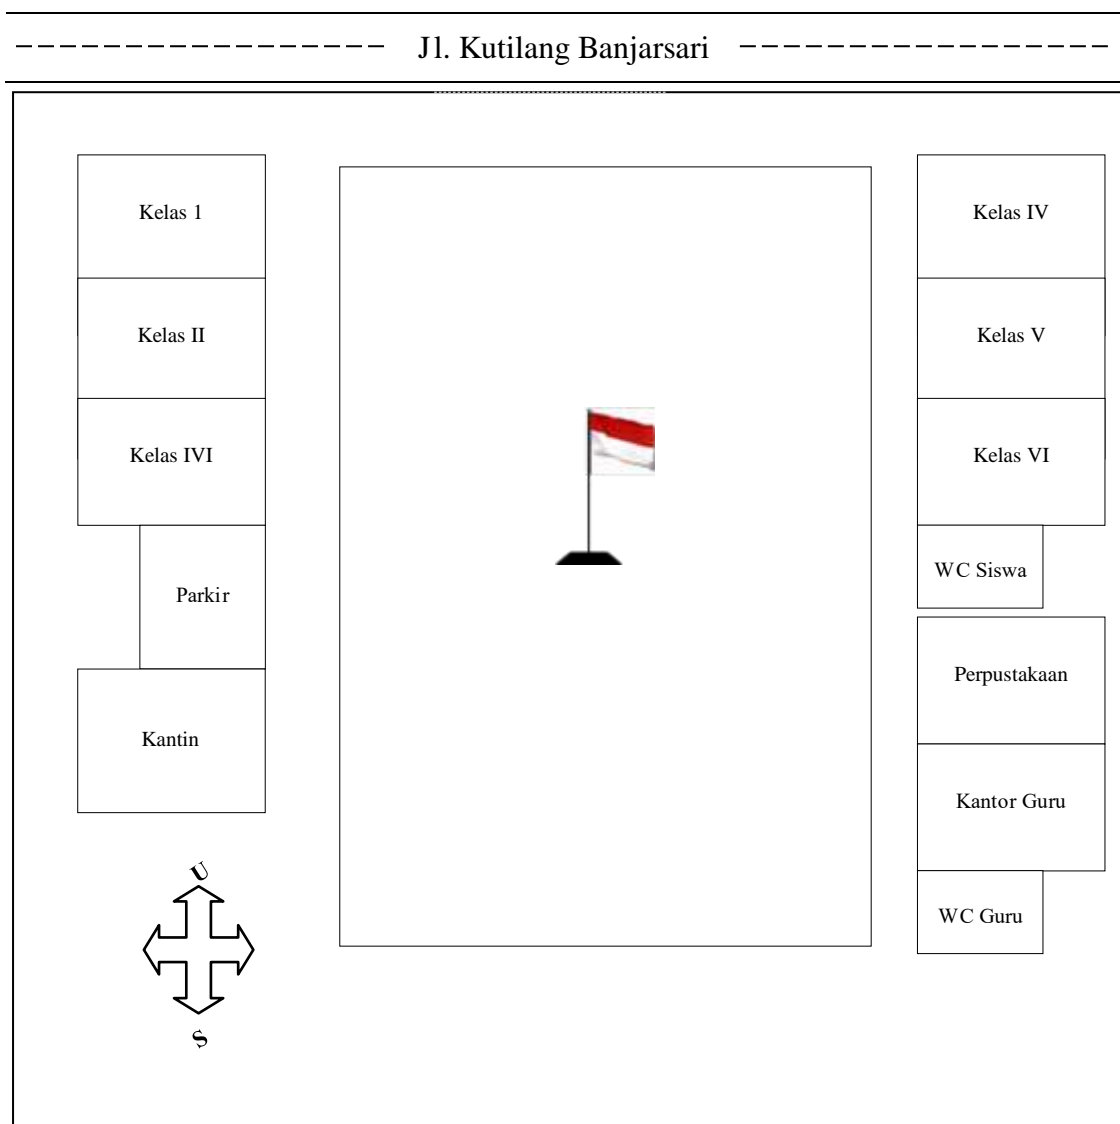 Jl. Kutilang Banjarsari
Kelas 1
Kelas IV
Kelas II
Kelas V
Kelas IVI
Kelas VI
WC Siswa
Parkir
Perpustakaan
Kantin
Kantor Guru
U
WC Guru
S